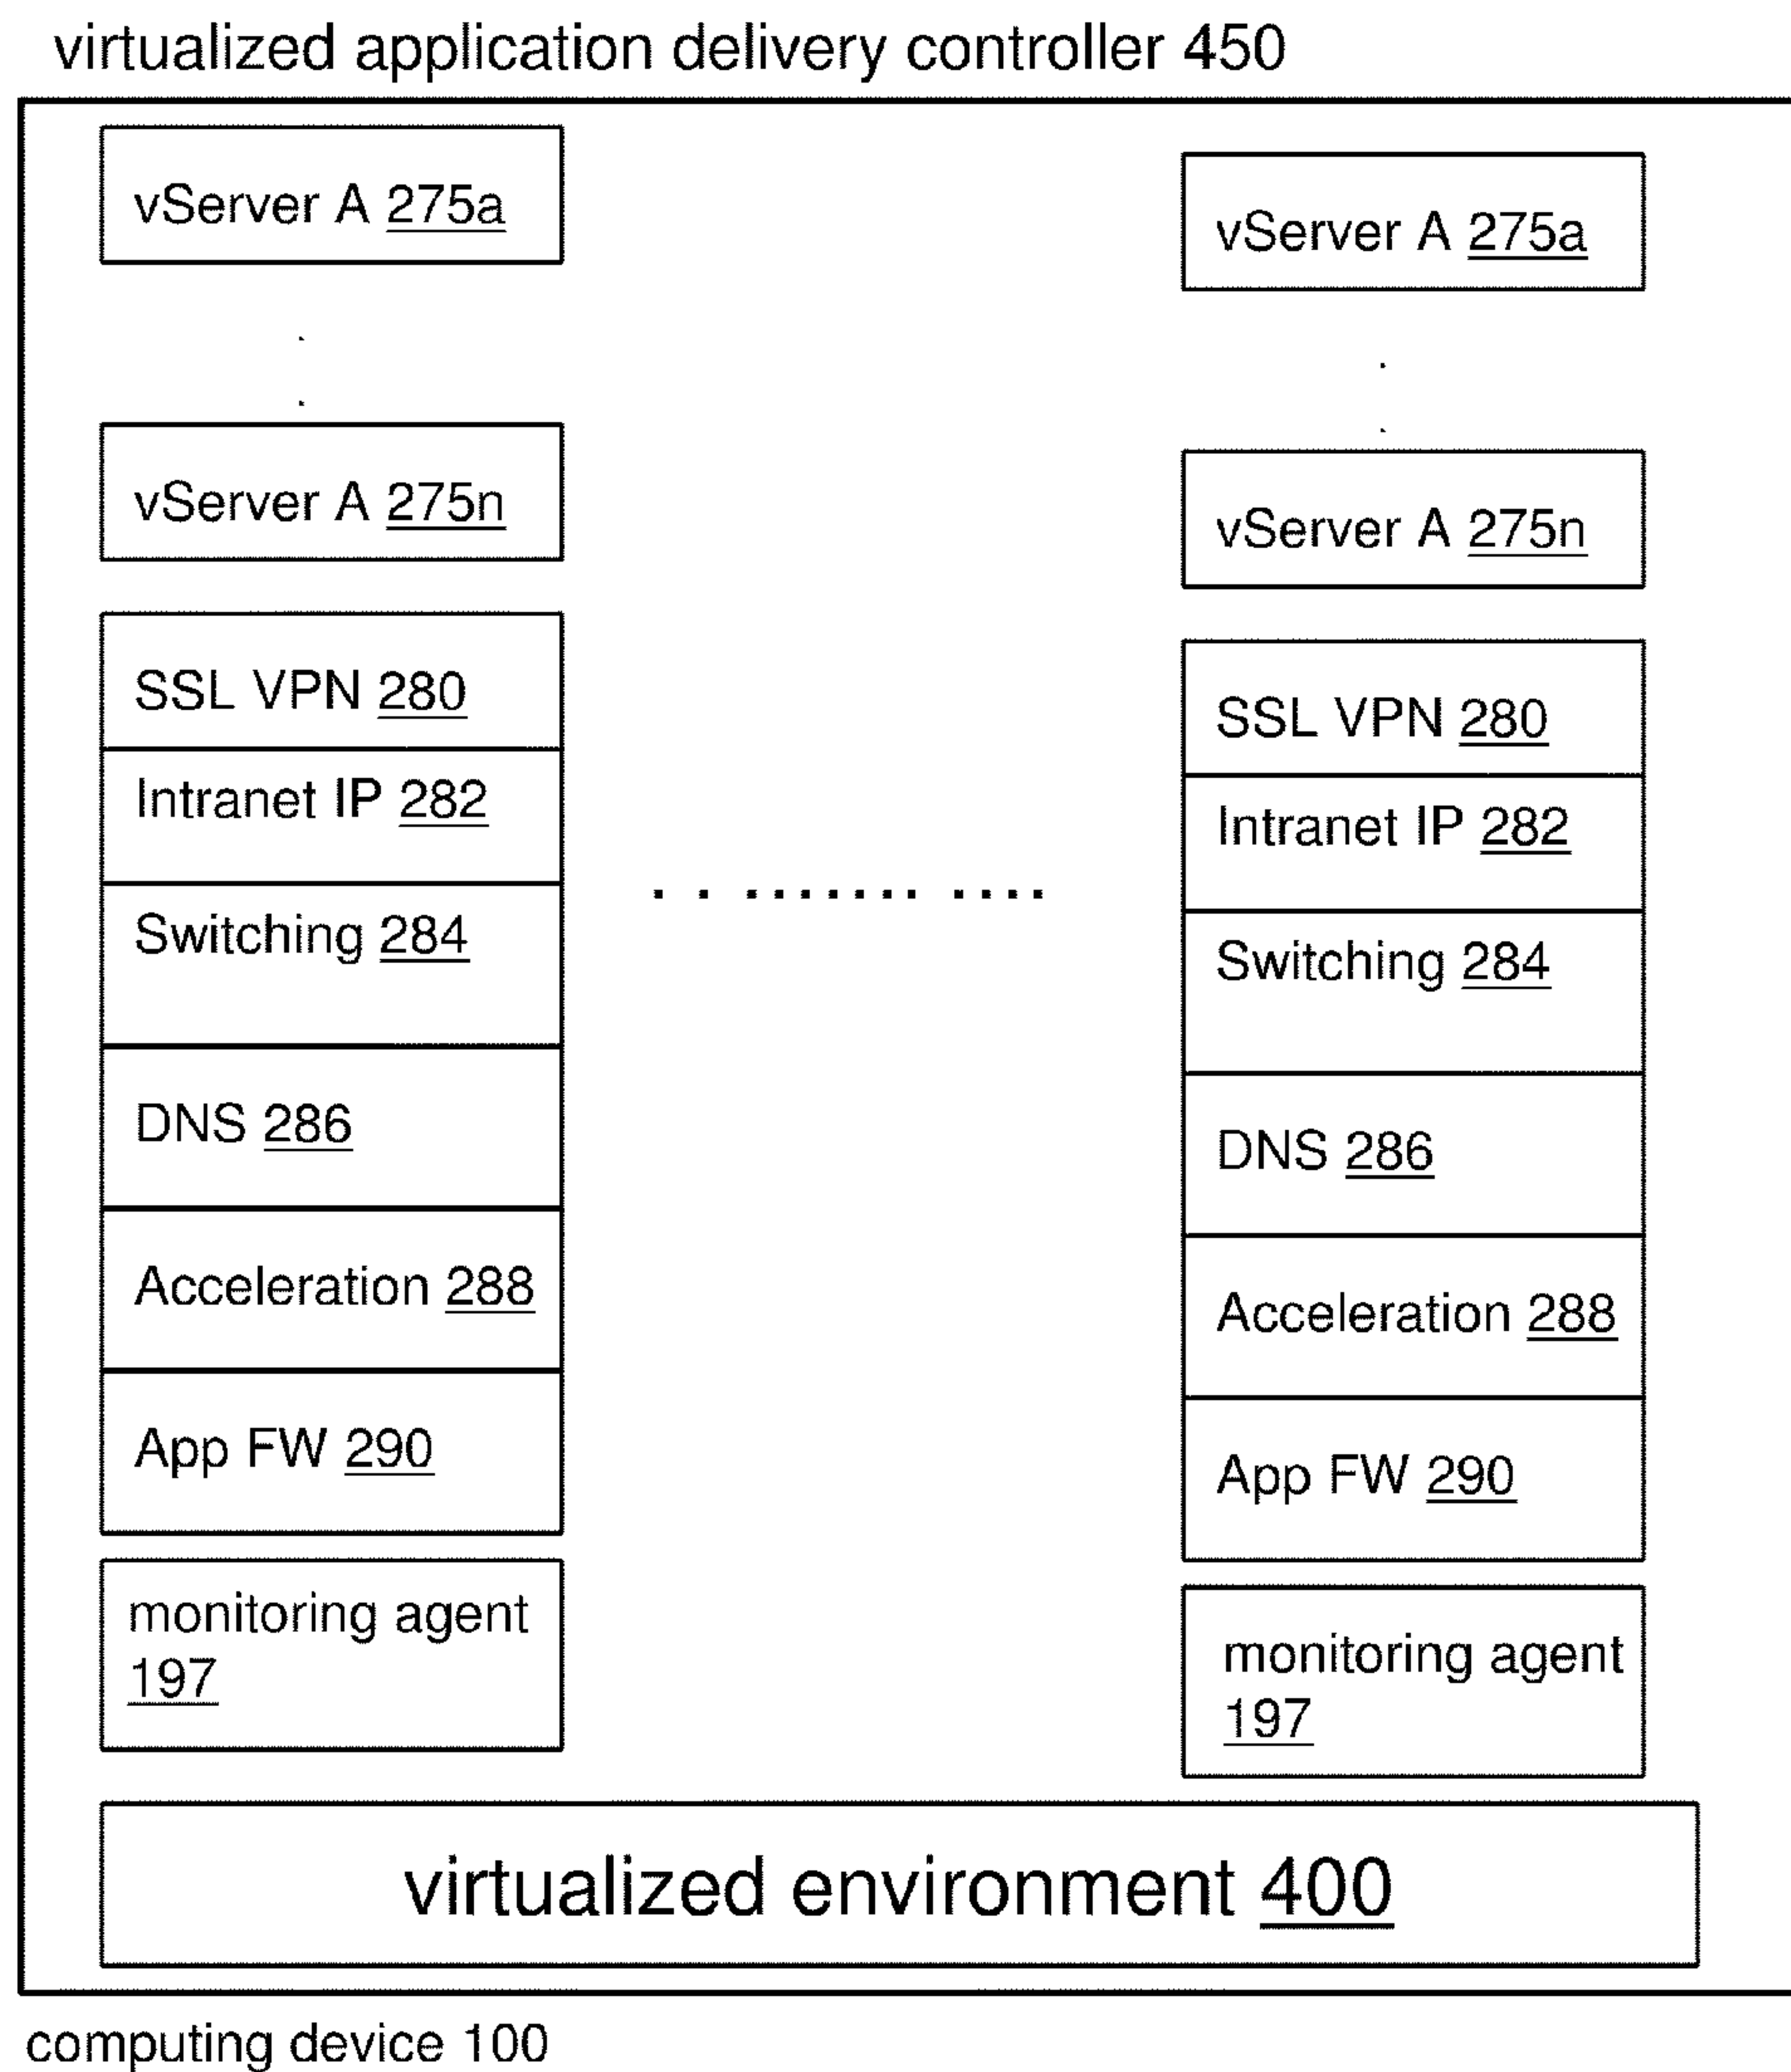 virtualized application delivery controller 450
vServer A 275a
vServer A 275n
SSL VPN 280
Intranet IP 282
Switching 284
DNS 286
Acceleration 288
App FW 290
monitoring agent
197
vServer A 275a
vServer A 275n
SSL VPN 280
Intranet IP 282
Switching 284
DNS 286
Acceleration 288
App FW 290
monitoring agent
197
virtualized environment 400
computing device 100